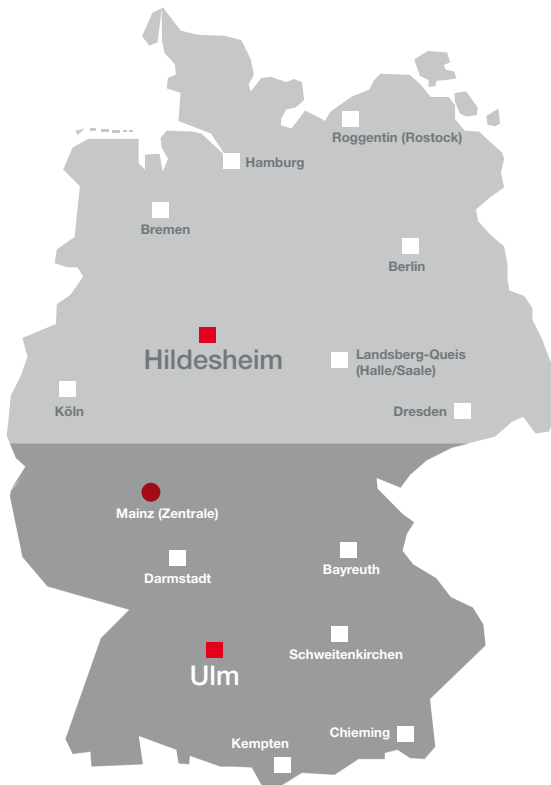 Roggentin (Rostock)
Hamburg
Bremen
Berlin
Hildesheim
Landsberg-Queis
(Halle/Saale)
Köln
Dresden
Mainz (Zentrale)
Bayreuth
Darmstadt
Schweitenkirchen
Ulm
Chieming
Kempten